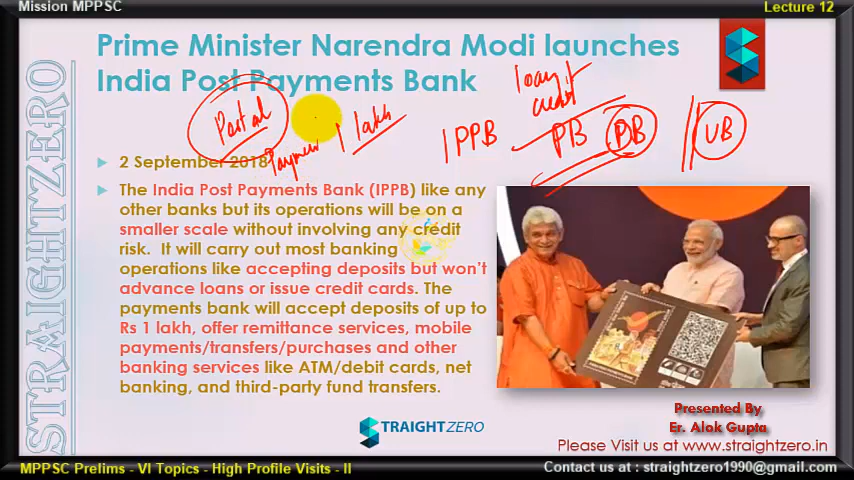 Mission MPPSC
Lecture 12
Prime Minister Narendra Modi launches
India Post Payments Bank
loan
credit
Postal
Payment 1 lakh
IPPB PB PB UB
2 September 2018
The India Post Payments Bank (IPPB) like any
other banks but its operations will be on a
smaller scale without involving any credit
risk. It will carry out most banking
operations like accepting deposits but won't
advance loans or issue credit cards. The
payments bank will accept deposits of up to
Rs 1 lakh, offer remittance services, mobile
payments/transfers/purchases and other
banking services like ATM/debit cards, net
banking, and third-party fund transfers.
STRAIGHTZERO
TRAIGHTZERO
Presented By
Er. Alok Gupta
Please Visit us at www.straightzero.in
MPPSC Prelims - VI Topics - High Profile Visits - II
Contact us at : straightzero1990@gmail.com